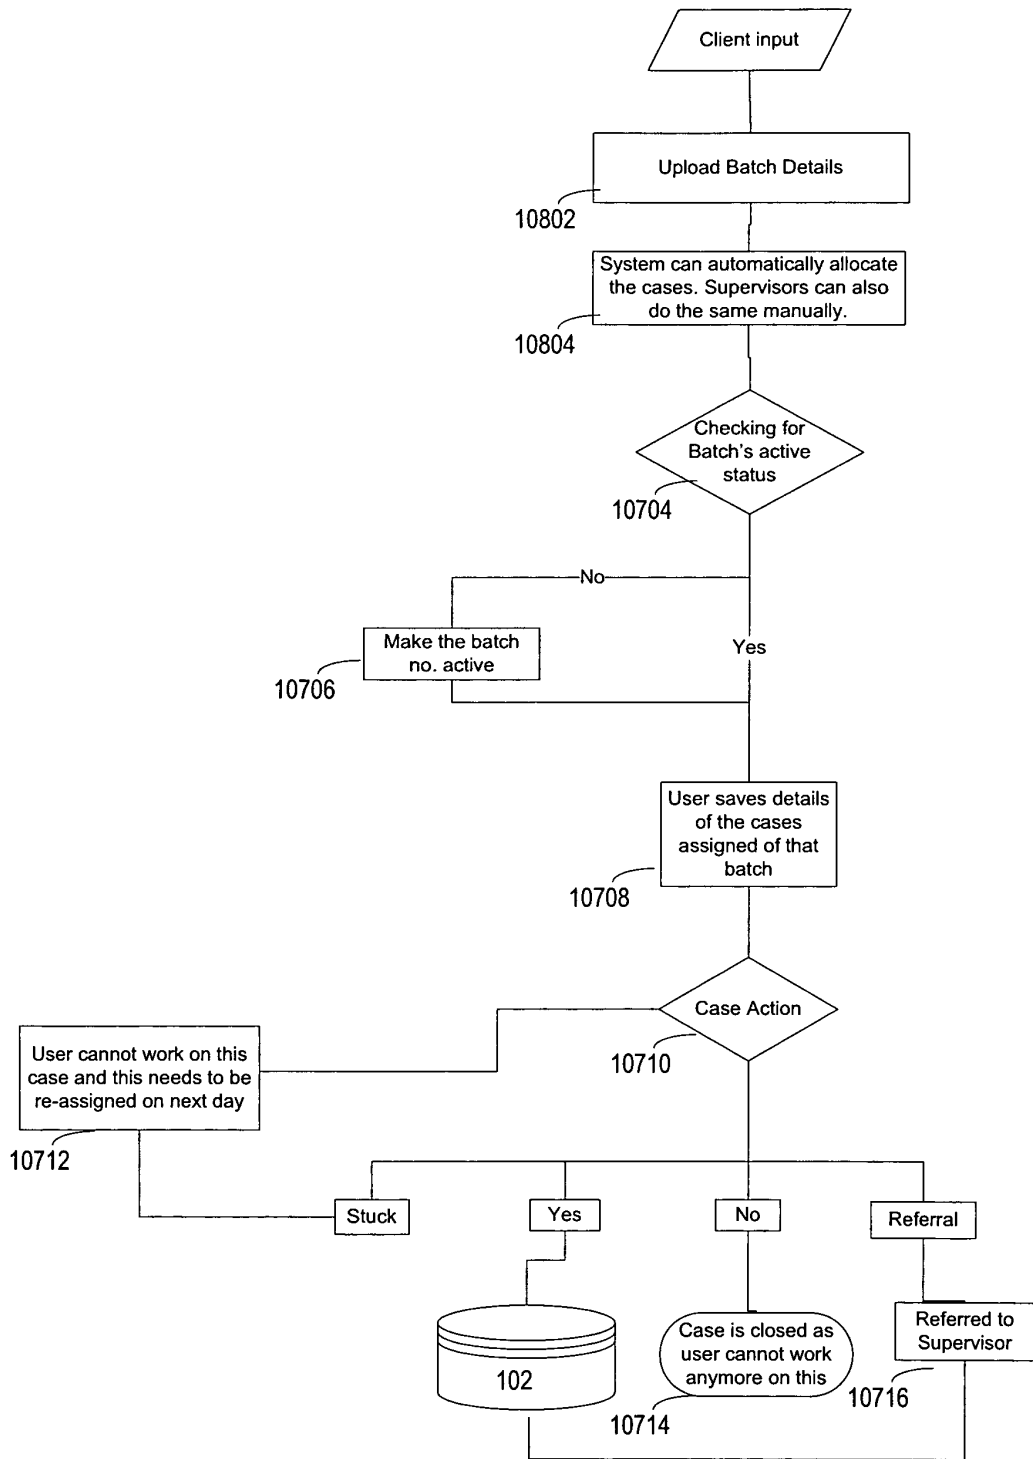 Client input
Upload Batch Details
10802
System can automatically allocate
the cases. Supervisors can also
do the same manually.
10804
Checking for
Batch's active
status
10704
No
Make the batch
no. active
10706
Yes
User saves details
of the cases
assigned of that
batch
10708
Case Action
10710
User cannot work on this
case and this needs to be
re-assigned on next day
10712
Stuck
Yes
No
Referral
102
Case is closed as
user cannot work
anymore on this
10714
Referred to
Supervisor
10716